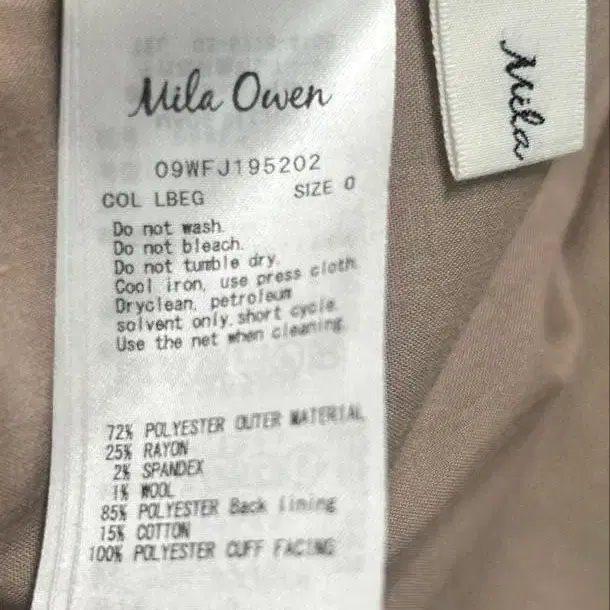 Mila Owen
Mila
09WFJ195202
COL LBEG SIZE 0
Do not wash.
Do not bleach.
Do not tumble dry.
Cool iron, use press cloth.
Dryclean, petroleum
solvent only. short cycle.
Use the net when cleaning.
72% POLYESTER OUTER MATERIAL
25% RAYON
2% SPANDEX
1% WOOL
85% POLYESTER Back lining
15% COTTON
100% POLYESTER CUFF FACING